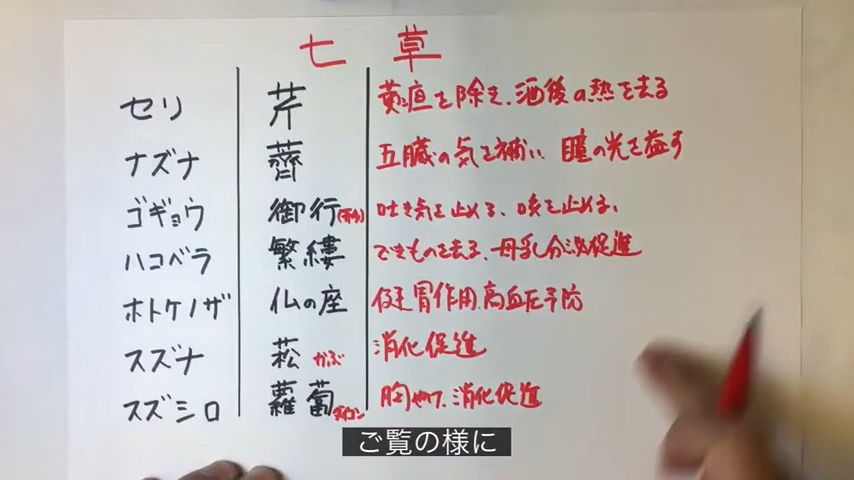 七 草
セリ 芹 黄疸を除き、酒後の熱を去る
ナズナ 薺 五臓の気を補い 瞳の光を益す
ゴギョウ 御行 吐き気を止める、咳を止める、
ハコベラ 繁縷 できものを去る、母乳分泌促進
ホトケノザ 仏の座 健胃作用、高血圧予防
スズナ 菘 かぶ 消化促進
スズシロ 蘿蔔 ダイコン 胸やけ、消化促進
ご覧の様に